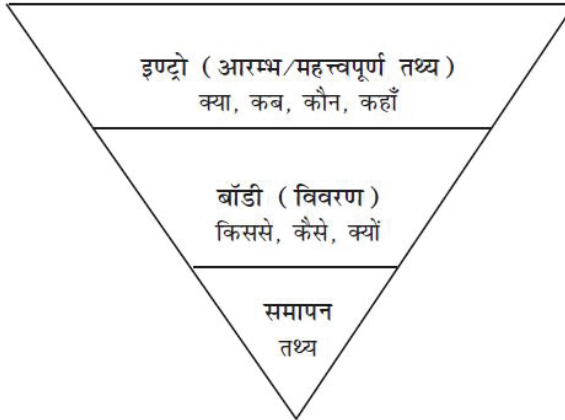 इण्ट्रो ( आरम्भ/महत्त्वपूर्ण तथ्य )
क्या, कब, कौन, कहाँ
बॉडी ( विवरण )
किससे, कैसे, क्यों
समापन
तथ्य